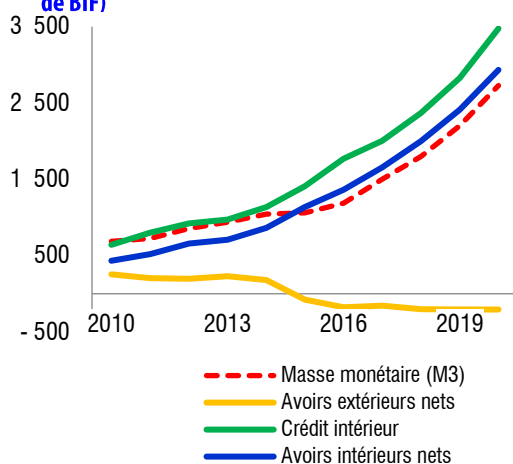 de BIF)
3 500
2 500
1 500
500
- 500
2010 2013 2016 2019
Masse monétaire (M3)
Avoirs extérieurs nets
Crédit intérieur
Avoirs intérieurs nets